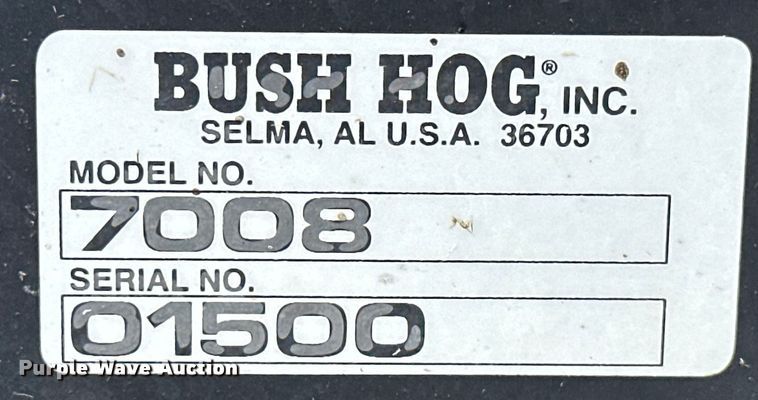 BUSH HOG®, INC.
SELMA, AL U.S.A. 36703
MODEL NO.
7008
SERIAL NO.
01500
Purple Wave Auction